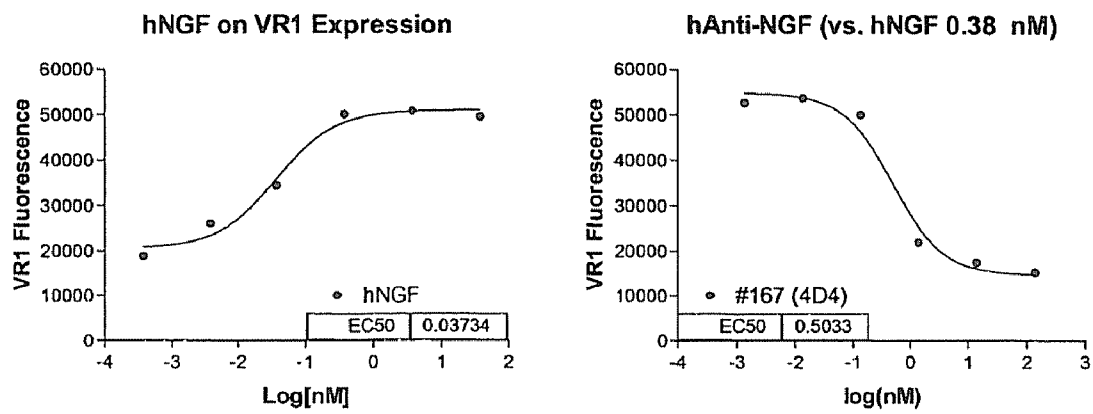 hNGF on VR1 Expression
60000
50000
40000
30000
20000
10000
0
VR1 Fluorescence
-4 -3 -2 -1 0 1 2
Log[nM]
hNGF
EC50 0.03734
hAnti-NGF (vs. hNGF 0.38 nM)
60000
50000
40000
30000
20000
10000
0
VR1 Fluorescence
-4 -3 -2 -1 0 1 2 3
log(nM)
#167 (4D4)
EC50 0.5033